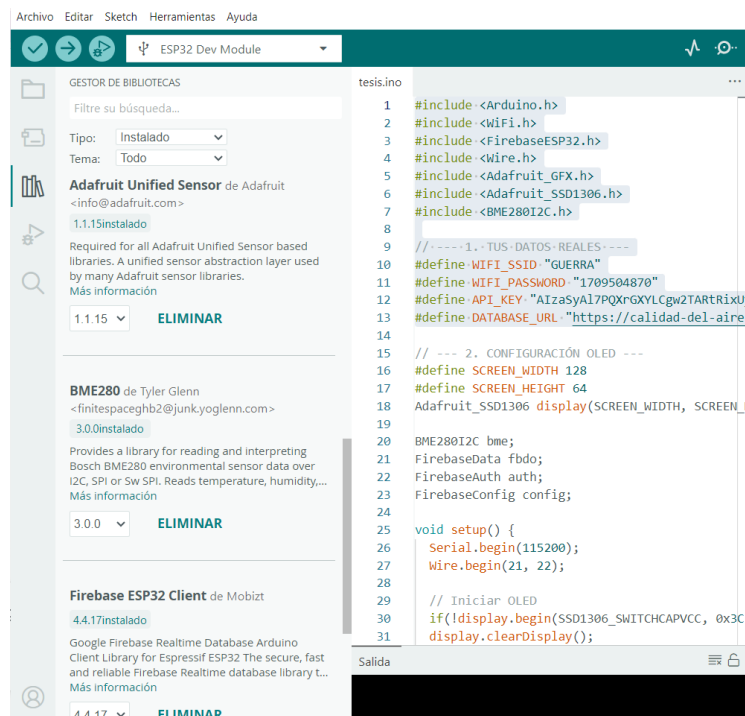 Archivo Editar Sketch Herramientas Ayuda
ESP32 Dev Module
GESTOR DE BIBLIOTECAS
Filtre su búsqueda...
Tipo: Instalado
Tema: Todo
Adafruit Unified Sensor de Adafruit
<info@adafruit.com>
1.1.15instalado
Required for all Adafruit Unified Sensor based
libraries. A unified sensor abstraction layer used
by many Adafruit sensor libraries.
Más información
1.1.15 ELIMINAR
BME280 de Tyler Glenn
<finitespaceghb2@junk.yoglenn.com>
3.0.0instalado
Provides a library for reading and interpreting
Bosch BME280 environmental sensor data over
I2C, SPI or Sw SPI. Reads temperature, humidity,...
Más información
3.0.0 ELIMINAR
Firebase ESP32 Client de Mobizt
4.4.17instalado
Google Firebase Realtime Database Arduino
Client Library for Espressif ESP32 The secure, fast
and reliable Firebase Realtime database library t...
Más información
4.4.17 ELIMINAR
tesis.ino
...
1 #include <Arduino.h>
2 #include <WiFi.h>
3 #include <FirebaseESP32.h>
4 #include <Wire.h>
5 #include <Adafruit_GFX.h>
6 #include <Adafruit_SSD1306.h>
7 #include <BME280I2C.h>
8
9 // --- 1. TUS DATOS REALES ---
10 #define WIFI_SSID "GUERRA"
11 #define WIFI_PASSWORD "1709504870"
12 #define API_KEY "AIzaSyAl7PQXrGXYLCgw2TARtRixU
13 #define DATABASE_URL "https://calidad-del-aire
14
15 // --- 2. CONFIGURACIÓN OLED ---
16 #define SCREEN_WIDTH 128
17 #define SCREEN_HEIGHT 64
18 Adafruit_SSD1306 display(SCREEN_WIDTH, SCREEN_
19
20 BME280I2C bme;
21 FirebaseData fbdo;
22 FirebaseAuth auth;
23 FirebaseConfig config;
24
25 void setup() {
26 Serial.begin(115200);
27 Wire.begin(21, 22);
28
29 // Iniciar OLED
30 if(!display.begin(SSD1306_SWITCHCAPVCC, 0x3C
31 display.clearDisplay();
Salida